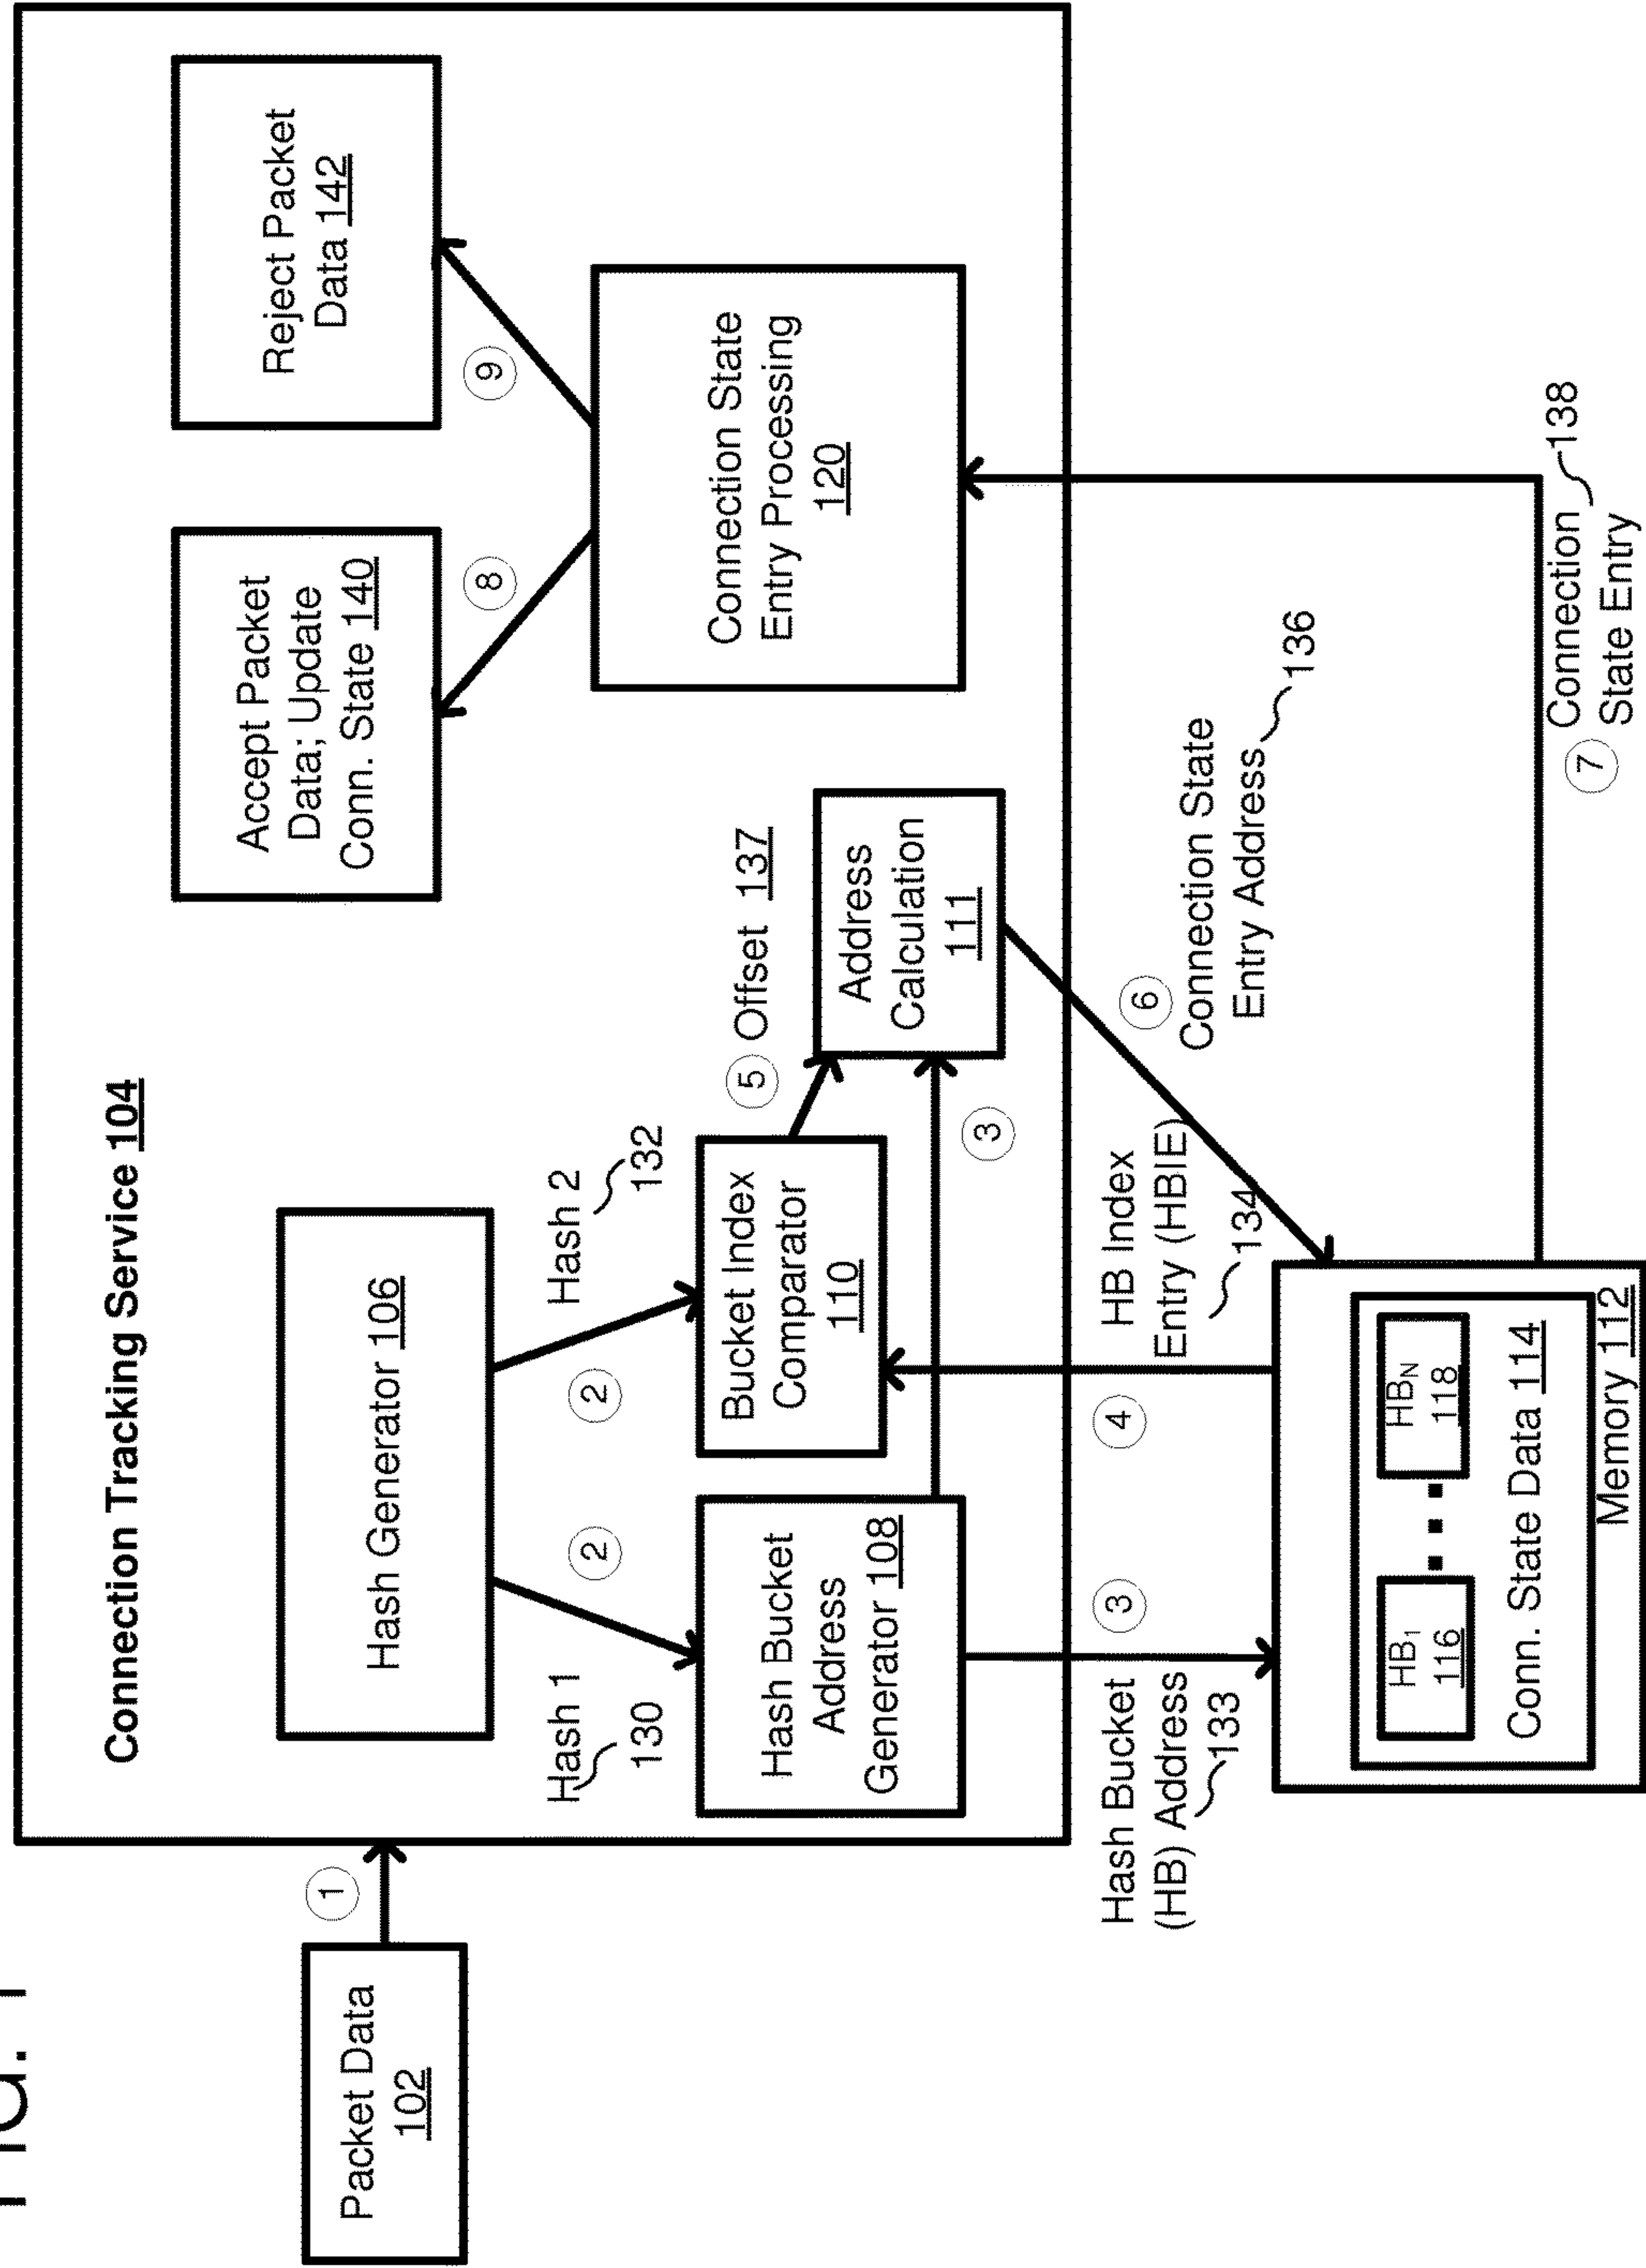 FIG. 1
Connection Tracking Service 104
Packet Data
102
1
Hash Generator 106
Hash 1
130
2
2
Hash 2
132
Hash Bucket
Address
Generator 108
Bucket Index
Comparator
110
5
Offset 137
3
Address
Calculation
111
Accept Packet
Data; Update
Conn. State 140
Reject Packet
Data 142
8
9
Connection State
Entry Processing
120
Hash Bucket
(HB) Address
133
3
4
HB Index
Entry (HBIE)
134
6
Connection State
Entry Address
136
HB1
116
HBN
118
Conn. State Data 114
Memory 112
7
Connection
State Entry
138